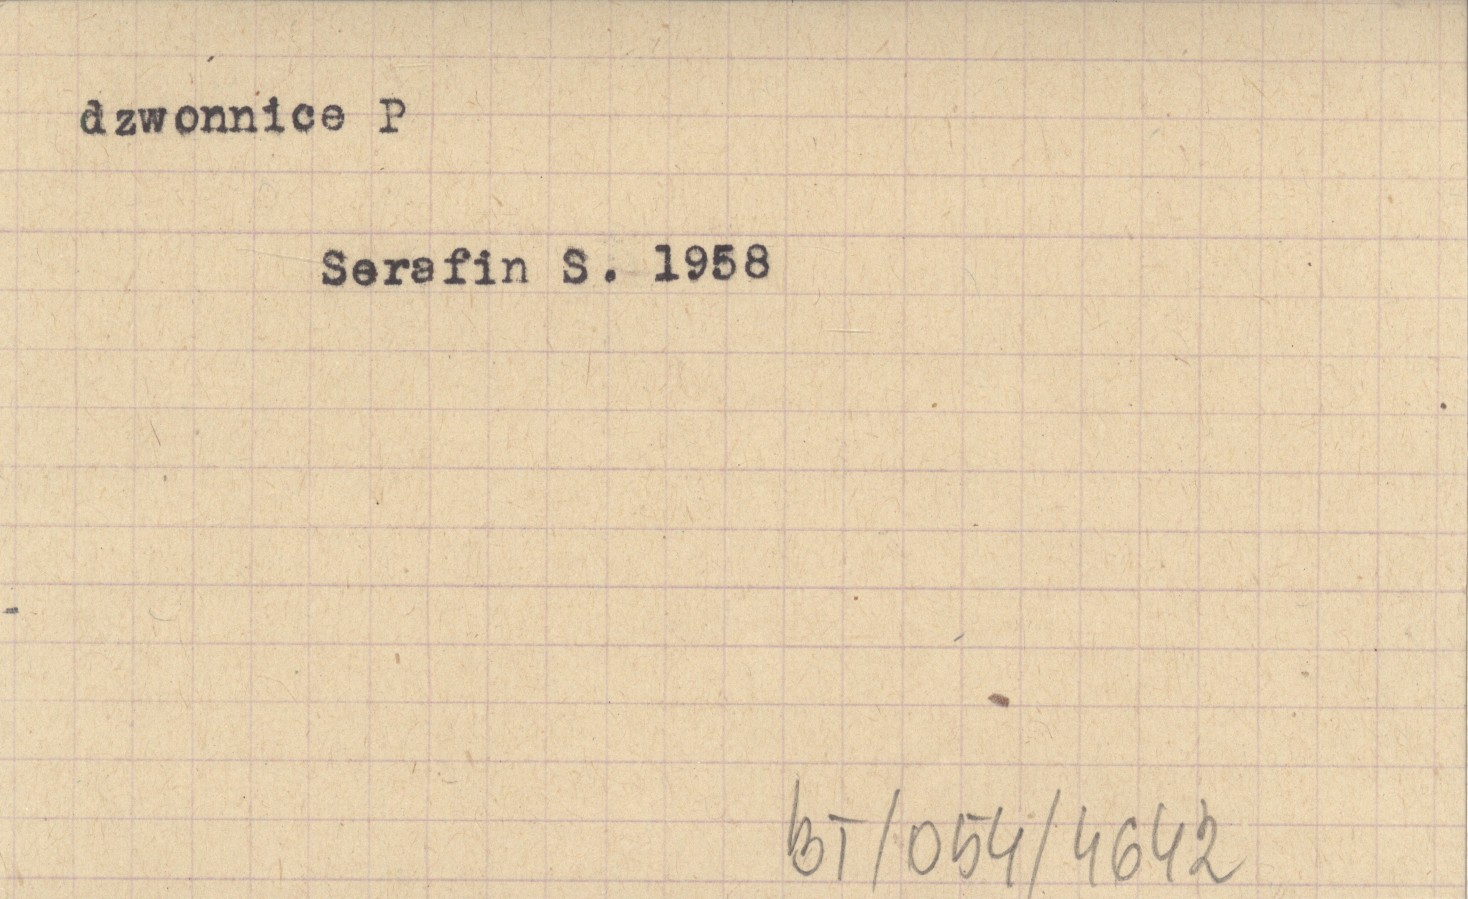 dzwonnice P
Serafin S. 1958
BT/054/4642